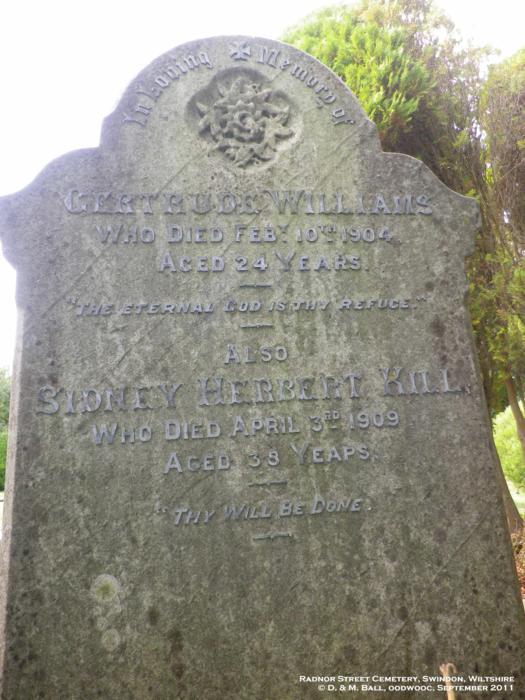 In Loving Memory of
GERTRUDE WILLIAMS
WHO DIED FEBY. 10TH 1904
AGED 24 YEARS.
"THE ETERNAL GOD IS THY REFUGE."
ALSO
SIDNEY HERBERT KILL
WHO DIED APRIL 3RD 1909
AGED 38 YEARS.
"THY WILL BE DONE.
RADNOR STREET CEMETERY, SWINDON, WILTSHIRE
© D. & M. BALL, OODWOOC, SEPTEMBER 2011